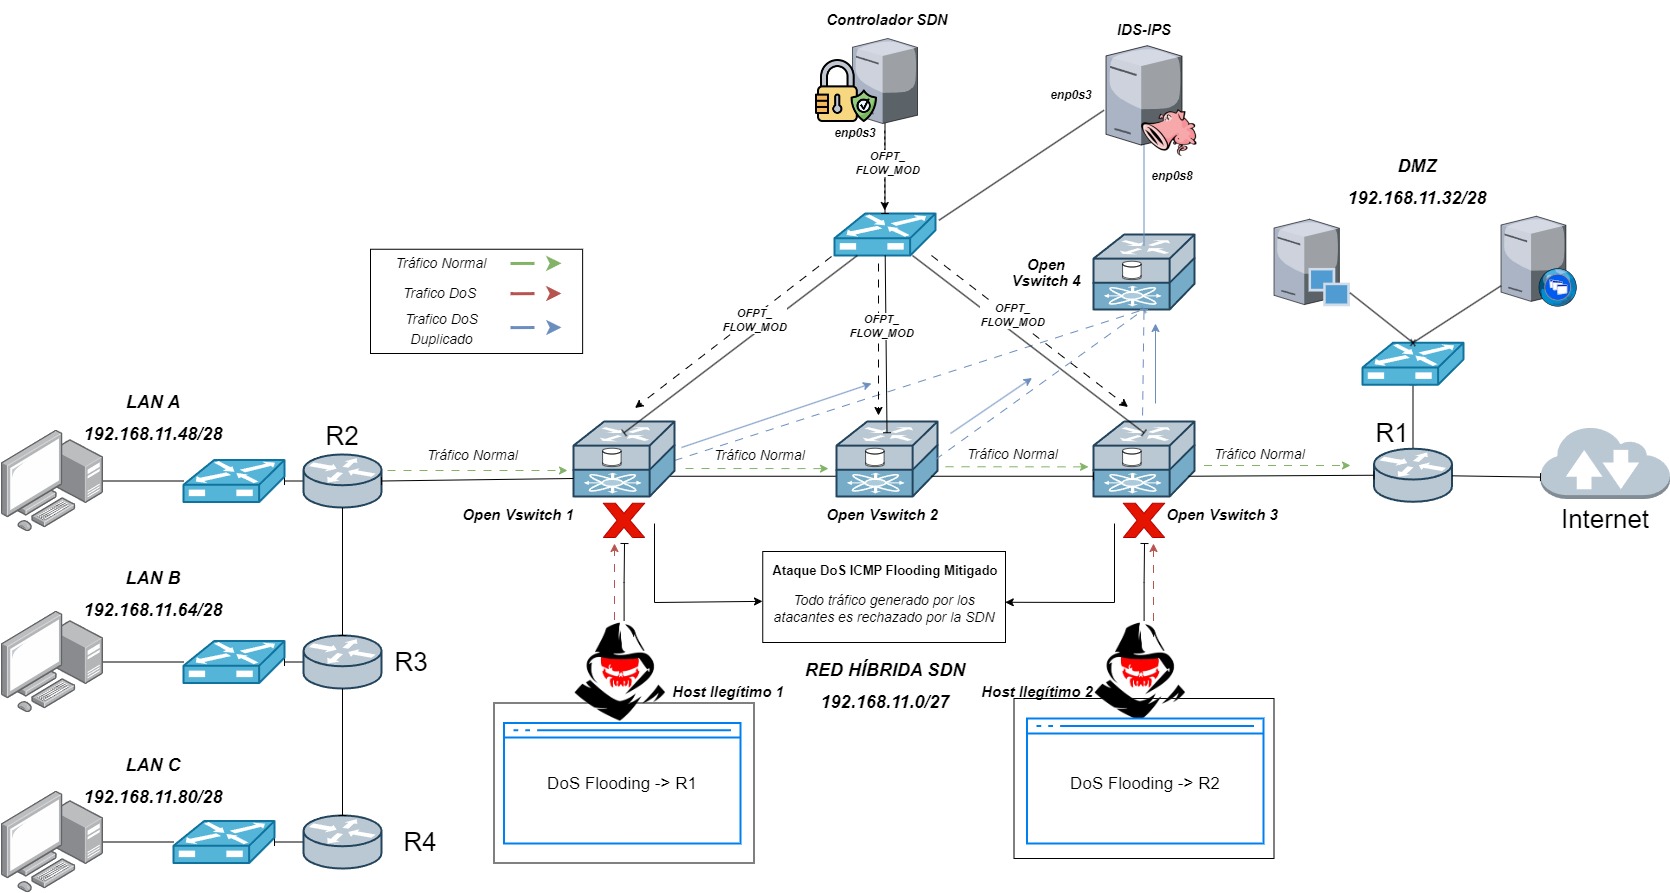 Controlador SDN
IDS-IPS
enp0s3
enp0s3
OFPT_
FLOW_MOD
enp0s8
DMZ
192.168.11.32/28
Tráfico Normal
Trafico DoS
Trafico DoS
Duplicado
Open
Vswitch 4
OFPT_
FLOW_MOD
OFPT_
FLOW_MOD
OFPT_
FLOW_MOD
LAN A
192.168.11.48/28
R2
R1
Tráfico Normal
Tráfico Normal
Tráfico Normal
Tráfico Normal
Open Vswitch 1
Open Vswitch 2
Open Vswitch 3
Internet
Ataque DoS ICMP Flooding Mitigado
Todo tráfico generado por los
atacantes es rechazado por la SDN
LAN B
192.168.11.64/28
R3
RED HÍBRIDA SDN
192.168.11.0/27
Host Ilegítimo 1
Host Ilegítimo 2
LAN C
192.168.11.80/28
DoS Flooding -> R1
DoS Flooding -> R2
R4